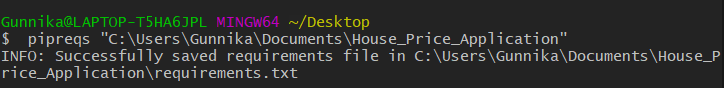 Gunnika@LAPTOP-T5HA6JPL MINGW64 ~/Desktop
$ pipreqs "C:\Users\Gunnika\Documents\House_Price_Application"
INFO: Successfully saved requirements file in C:\Users\Gunnika\Documents\House_P
rice_Application\requirements.txt